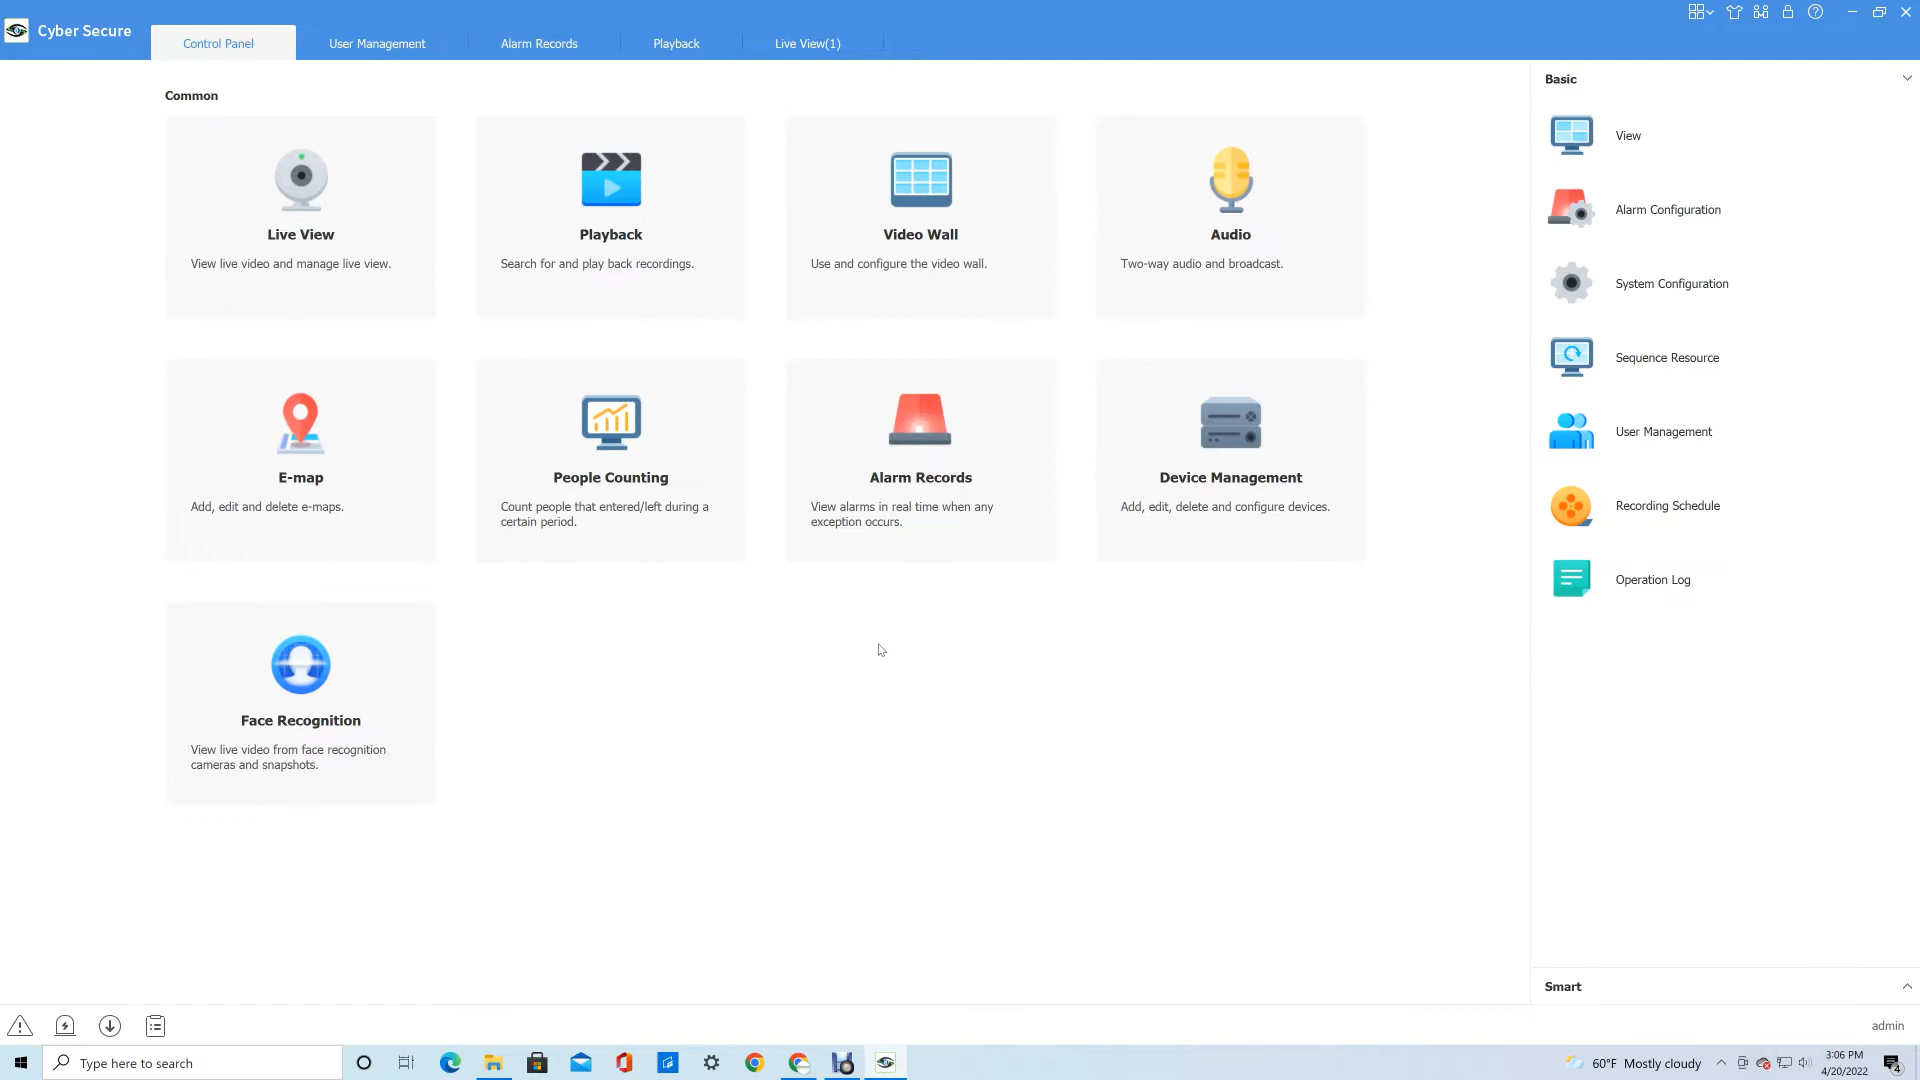 Cyber Secure
Control Panel
User Management
Alarm Records
Playback
Live View(1)
Common
Live View
View live video and manage live view.
Playback
Search for and play back recordings.
Video Wall
Use and configure the video wall.
Audio
Two-way audio and broadcast.
E-map
Add, edit and delete e-maps.
People Counting
Count people that entered/left during a
certain period.
Alarm Records
View alarms in real time when any
exception occurs.
Device Management
Add, edit, delete and configure devices.
Face Recognition
View live video from face recognition
cameras and snapshots.
Basic
View
Alarm Configuration
System Configuration
Sequence Resource
User Management
Recording Schedule
Operation Log
Smart
admin
Type here to search
60°F Mostly cloudy
3:06 PM
4/20/2022
4